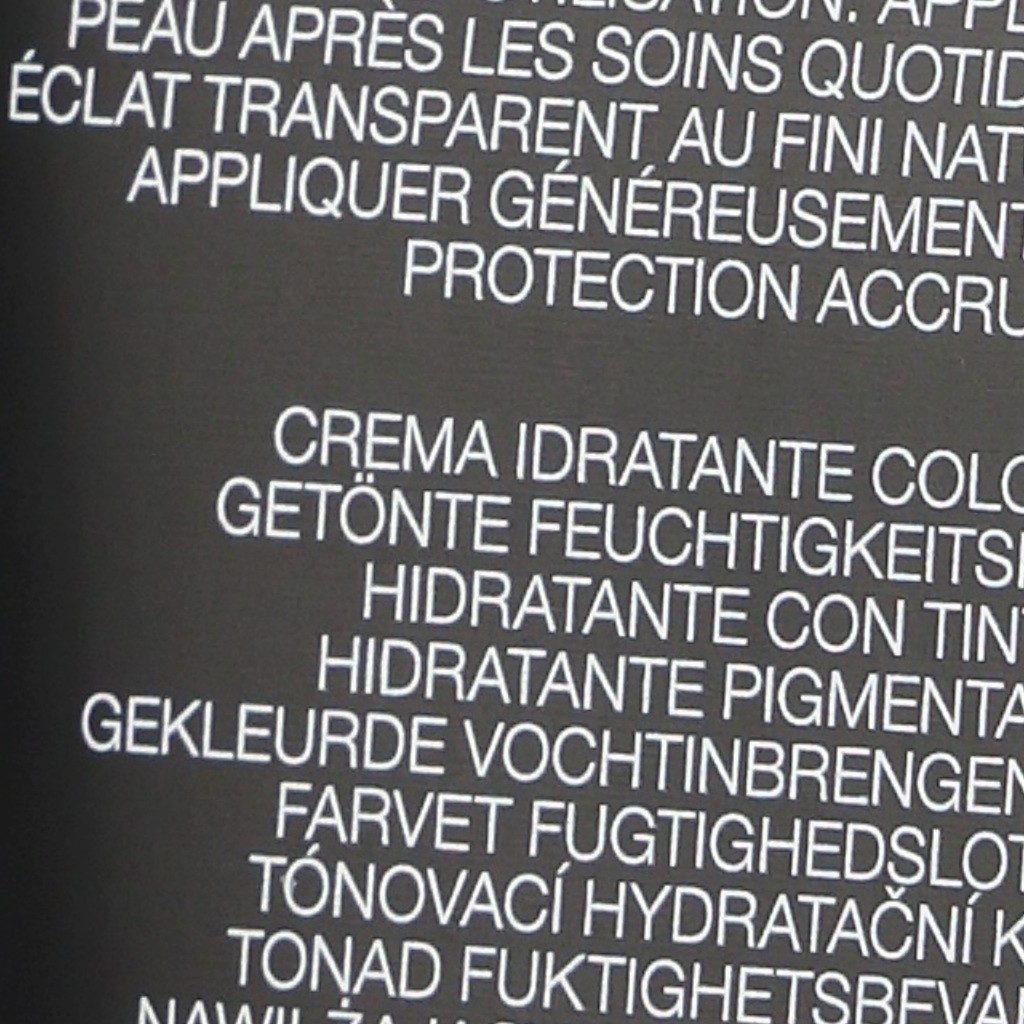 PEAU APRÈS LES SOINS QUOTID
ÉCLAT TRANSPARENT AU FINI NAT
APPLIQUER GÉNÉREUSEMENT
PROTECTION ACCRU
CREMA IDRATANTE COLO
GETÖNTE FEUCHTIGKEITS
HIDRATANTE CON TIN
HIDRATANTE PIGMENTA
GEKLEURDE VOCHTINBRENGEN
FARVET FUGTIGHEDSLOT
TÓNOVACÍ HYDRATAČNÍ K
TONAD FUKTIGHETSBEVA